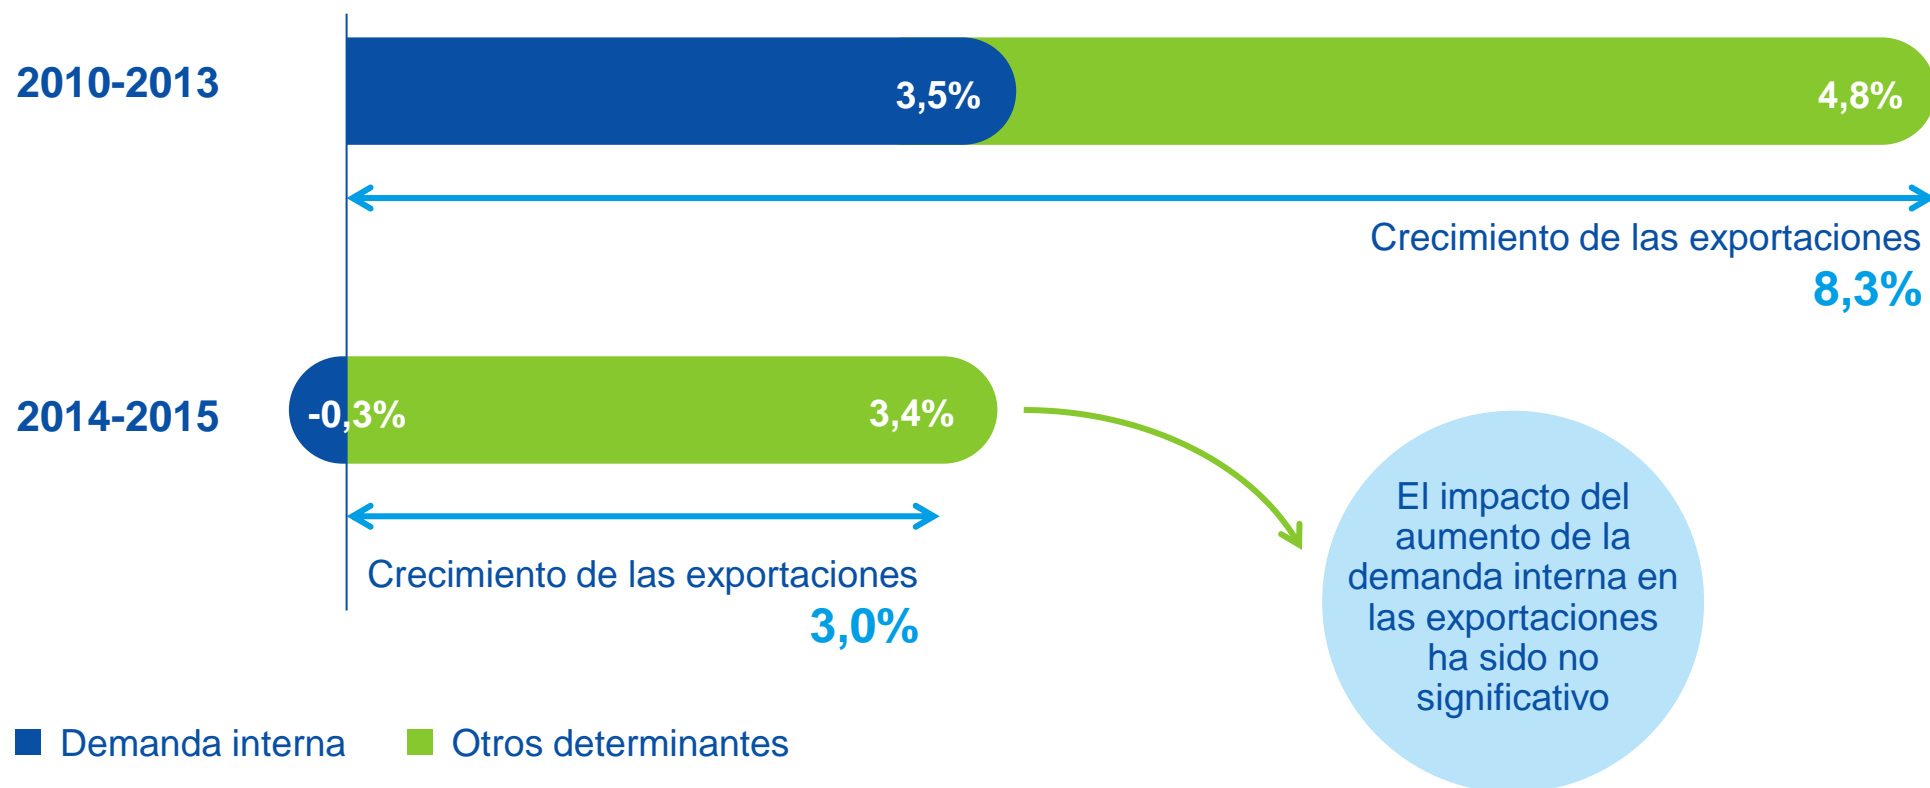 2010-2013
3,5%
4,8%
Crecimiento de las exportaciones
8,3%
2014-2015
-0,3%
3,4%
Crecimiento de las exportaciones
3,0%
El impacto del
aumento de la
demanda interna en
las exportaciones
ha sido no
significativo
Demanda interna
Otros determinantes